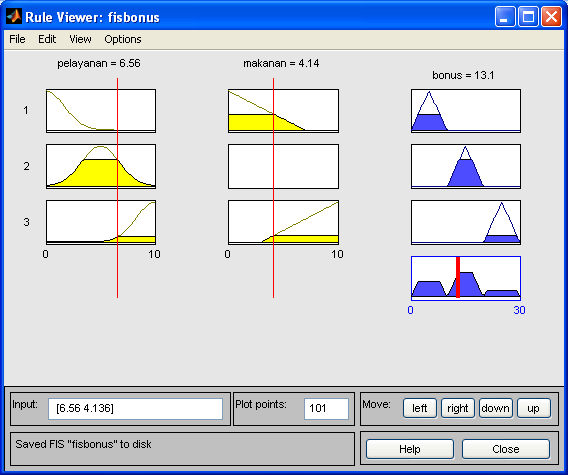 Rule Viewer: fisbonus
File Edit View Options
pelayanan = 6.56 makanan = 4.14 bonus = 13.1
1
2
3
0 10 0 10
0 30
Input: [6.56 4.136] Plot points: 101 Move: left right down up
Saved FIS "fisbonus" to disk Help Close